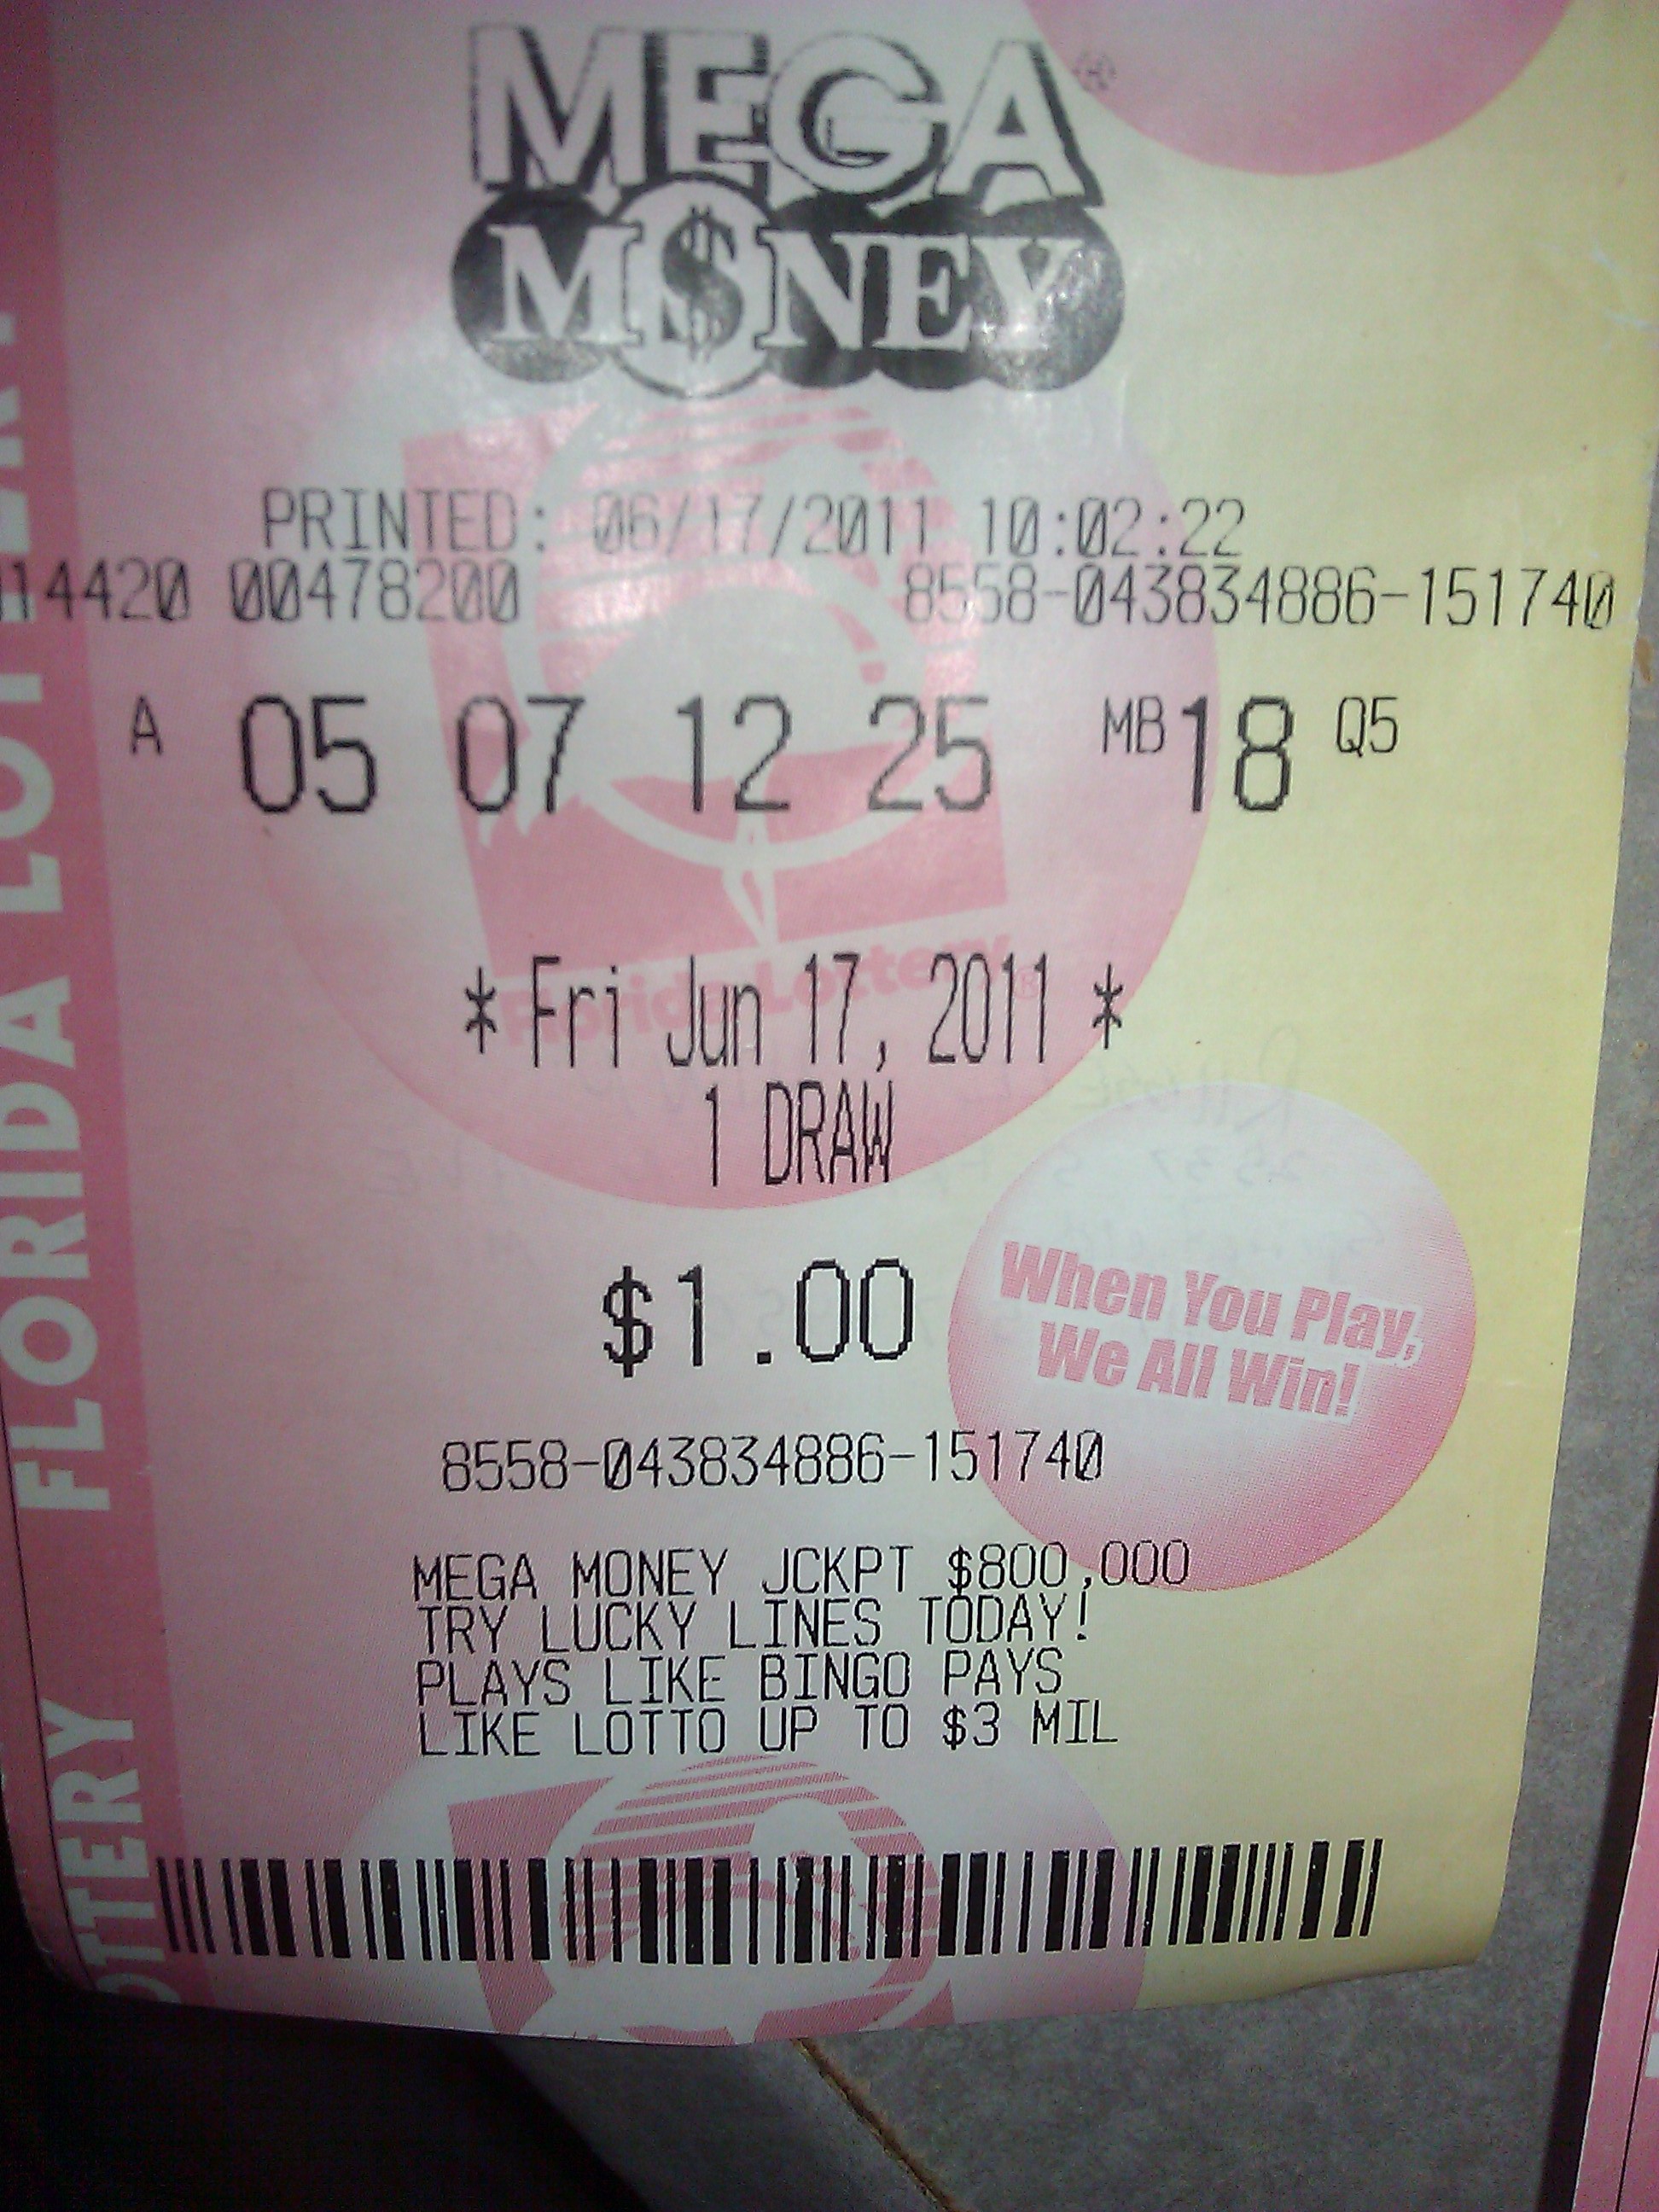 MEGA®
M$NEY
PRINTED: 06/17/2011 10:02:22
14420 00478200 8558-043834886-151740
A 05 07 12 25 MB 18 Q5
Florida Lottery®
* Fri Jun 17, 2011 *
1 DRAW
$1.00
When You Play,
We All Win!
8558-043834886-151740
MEGA MONEY JCKPT $800,000
TRY LUCKY LINES TODAY!
PLAYS LIKE BINGO PAYS
LIKE LOTTO UP TO $3 MIL
FLORIDA LOTTERY
OTTERY